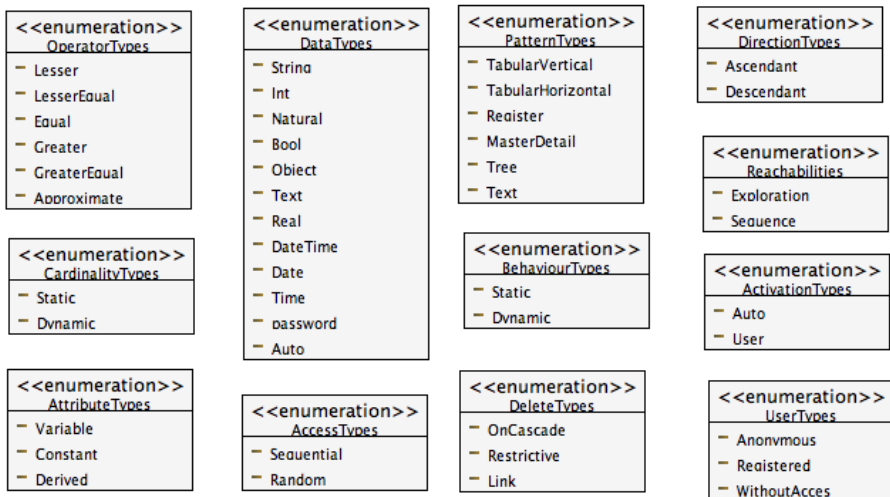 <<enumeration>>
OperatorTypes
Lesser
LesserEqual
Equal
Greater
GreaterEqual
Approximate
<<enumeration>>
DataTypes
String
Int
Natural
Bool
Object
Text
Real
DateTime
Date
Time
password
Auto
<<enumeration>>
PatternTypes
TabularVertical
TabularHorizontal
Register
MasterDetail
Tree
Text
<<enumeration>>
DirectionTypes
Ascendant
Descendant
<<enumeration>>
Reachabilities
Exploration
Sequence
<<enumeration>>
CardinalityTypes
Static
Dynamic
<<enumeration>>
BehaviourTypes
Static
Dynamic
<<enumeration>>
ActivationTypes
Auto
User
<<enumeration>>
AttributeTypes
Variable
Constant
Derived
<<enumeration>>
AccessTypes
Sequential
Random
<<enumeration>>
DeleteTypes
OnCascade
Restrictive
Link
<<enumeration>>
UserTypes
Anonymous
Registered
WithoutAcces